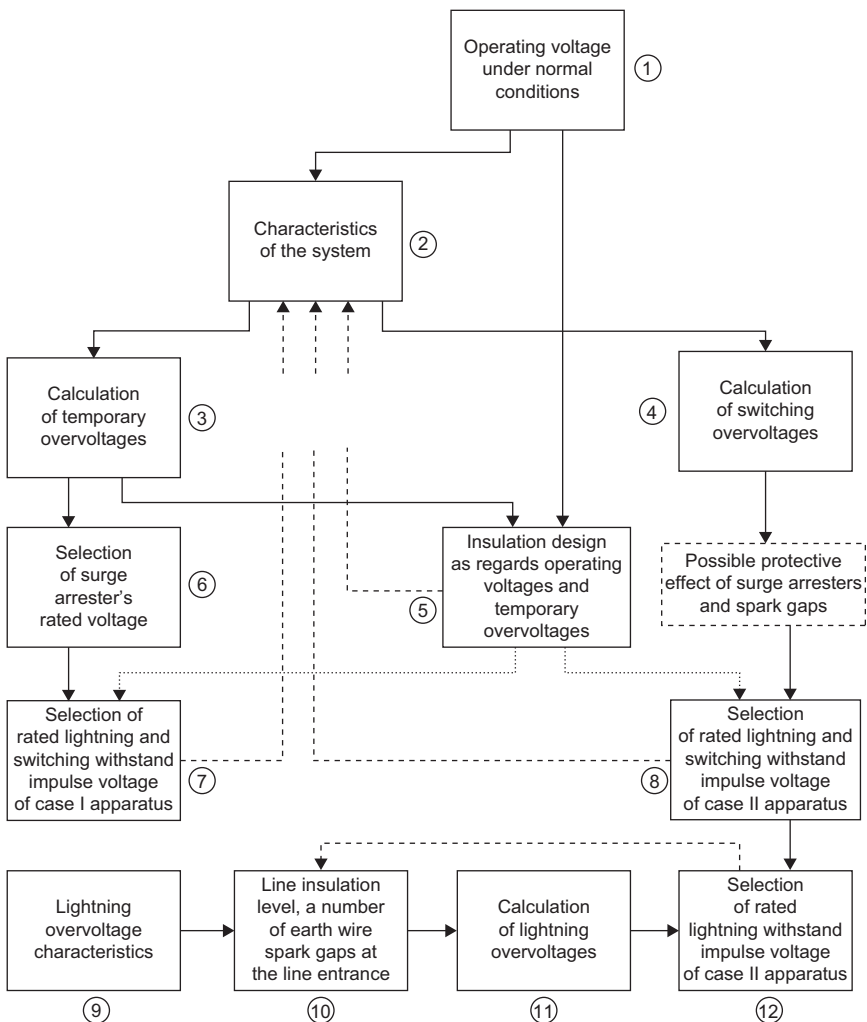 Operating voltage
under normal
conditions
1
Characteristics
of the system
2
Calculation
of temporary
overvoltages
3
Calculation
of switching
overvoltages
4
Selection
of surge
arrester's
rated voltage
6
Insulation design
as regards operating
voltages and
temporary
overvoltages
5
Possible protective
effect of surge arresters
and spark gaps
Selection of
rated lightning and
switching withstand
impulse voltage
of case I apparatus
7
Selection
of rated lightning and
switching withstand
impulse voltage
of case II apparatus
8
Lightning
overvoltage
characteristics
9
Line insulation
level, a number
of earth wire
spark gaps at
the line entrance
10
Calculation
of lightning
overvoltages
11
Selection
of rated
lightning withstand
impulse voltage
of case II apparatus
12